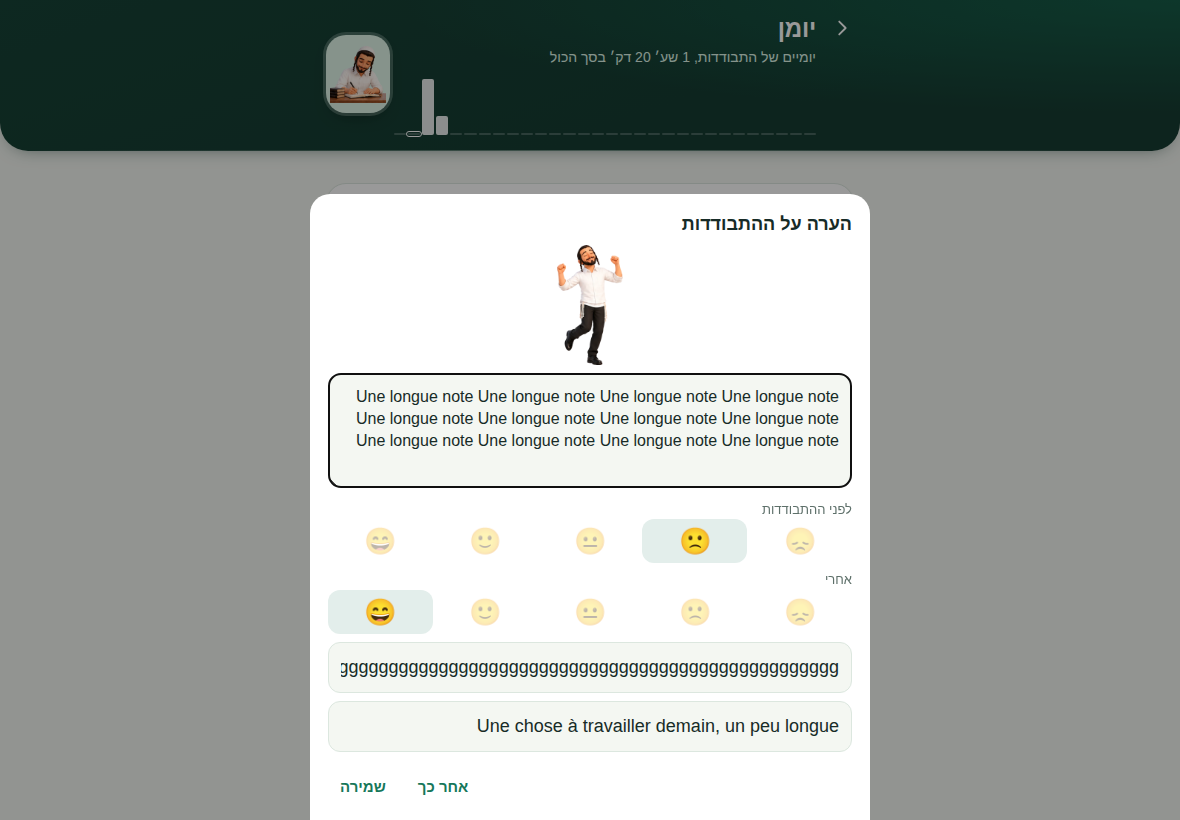 יומן
יומיים של התבודדות, 1 שע׳ 20 דק׳ בסך הכול
הערה על ההתבודדות
Une longue note Une longue note Une longue note Une longue note
Une longue note Une longue note Une longue note Une longue note
Une longue note Une longue note Une longue note Une longue note
לפני ההתבודדות
אחרי
Une chose à travailler demain, un peu longue
אחר כך
שמירה